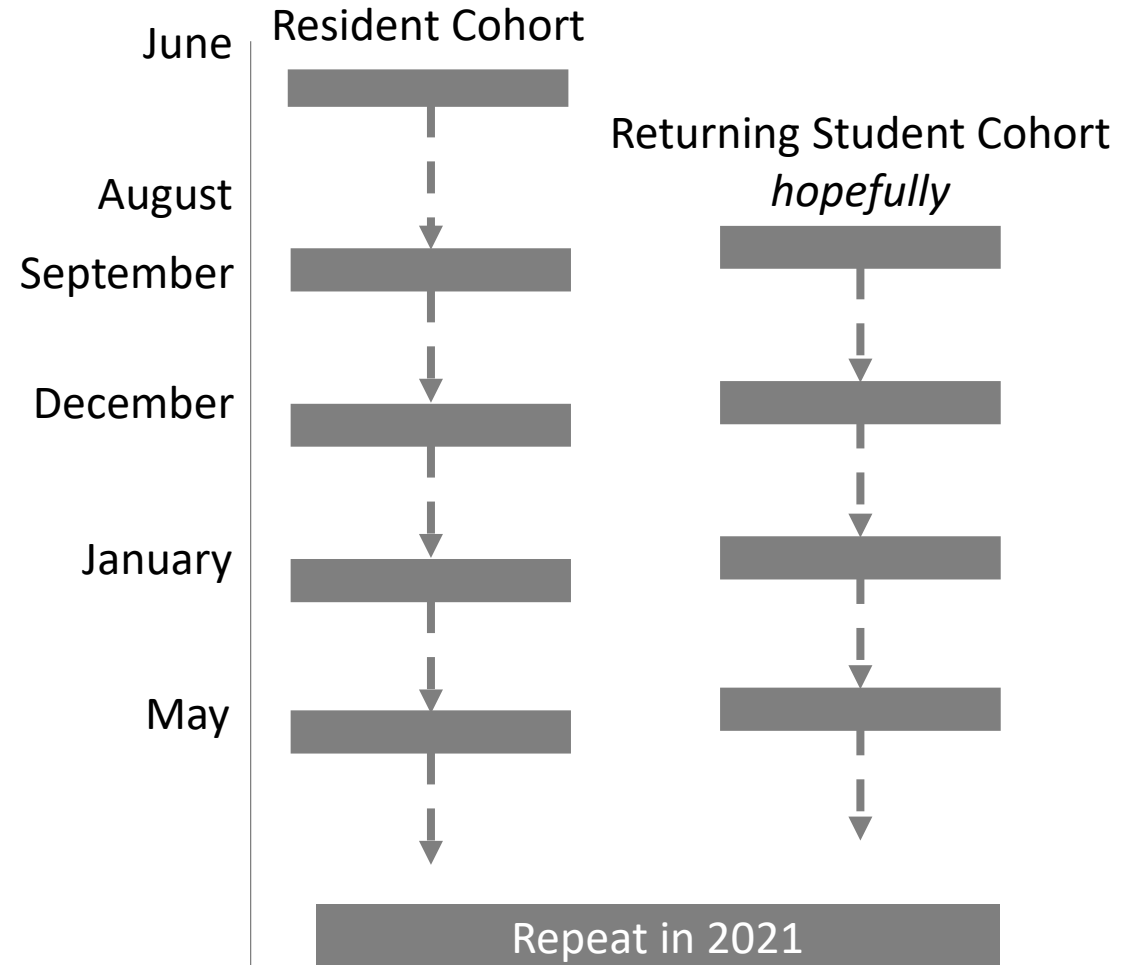 June
Resident Cohort
Returning Student Cohort
hopefully
August
September
December
January
May
Repeat in 2021